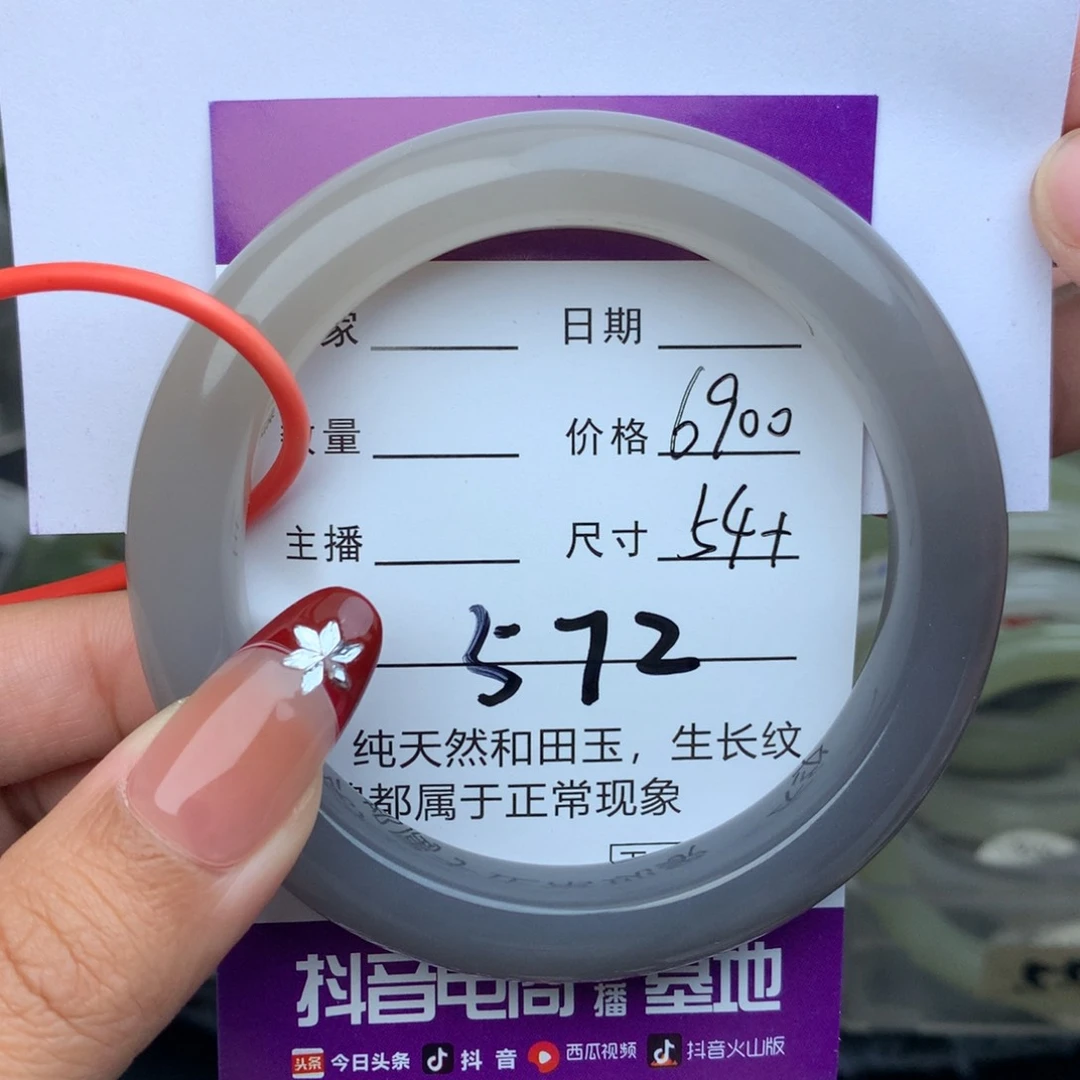 家 日期
量 价格 6900
主播 尺寸 54+
572
纯天然和田玉，生长纹
都属于正常现象
抖音电商 播 基地
头条 今日头条 抖音 西瓜视频 抖音火山版